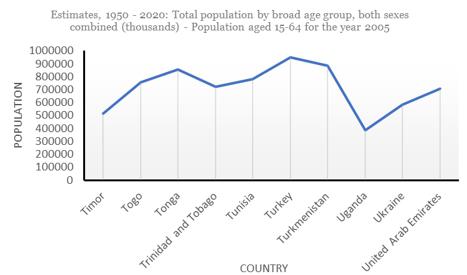 Estimates, 1950 - 2020: Total population by broad age group, both sexes
combined (thousands) - Population aged 15-64 for the year 2005
1000000
900000
800000
700000
600000
500000
400000
300000
200000
100000
0
POPULATION
Timor
Togo
Tonga
Trinidad and Tobago
Tunisia
Turkey
Turkmenistan
Uganda
Ukraine
United Arab Emirates
COUNTRY